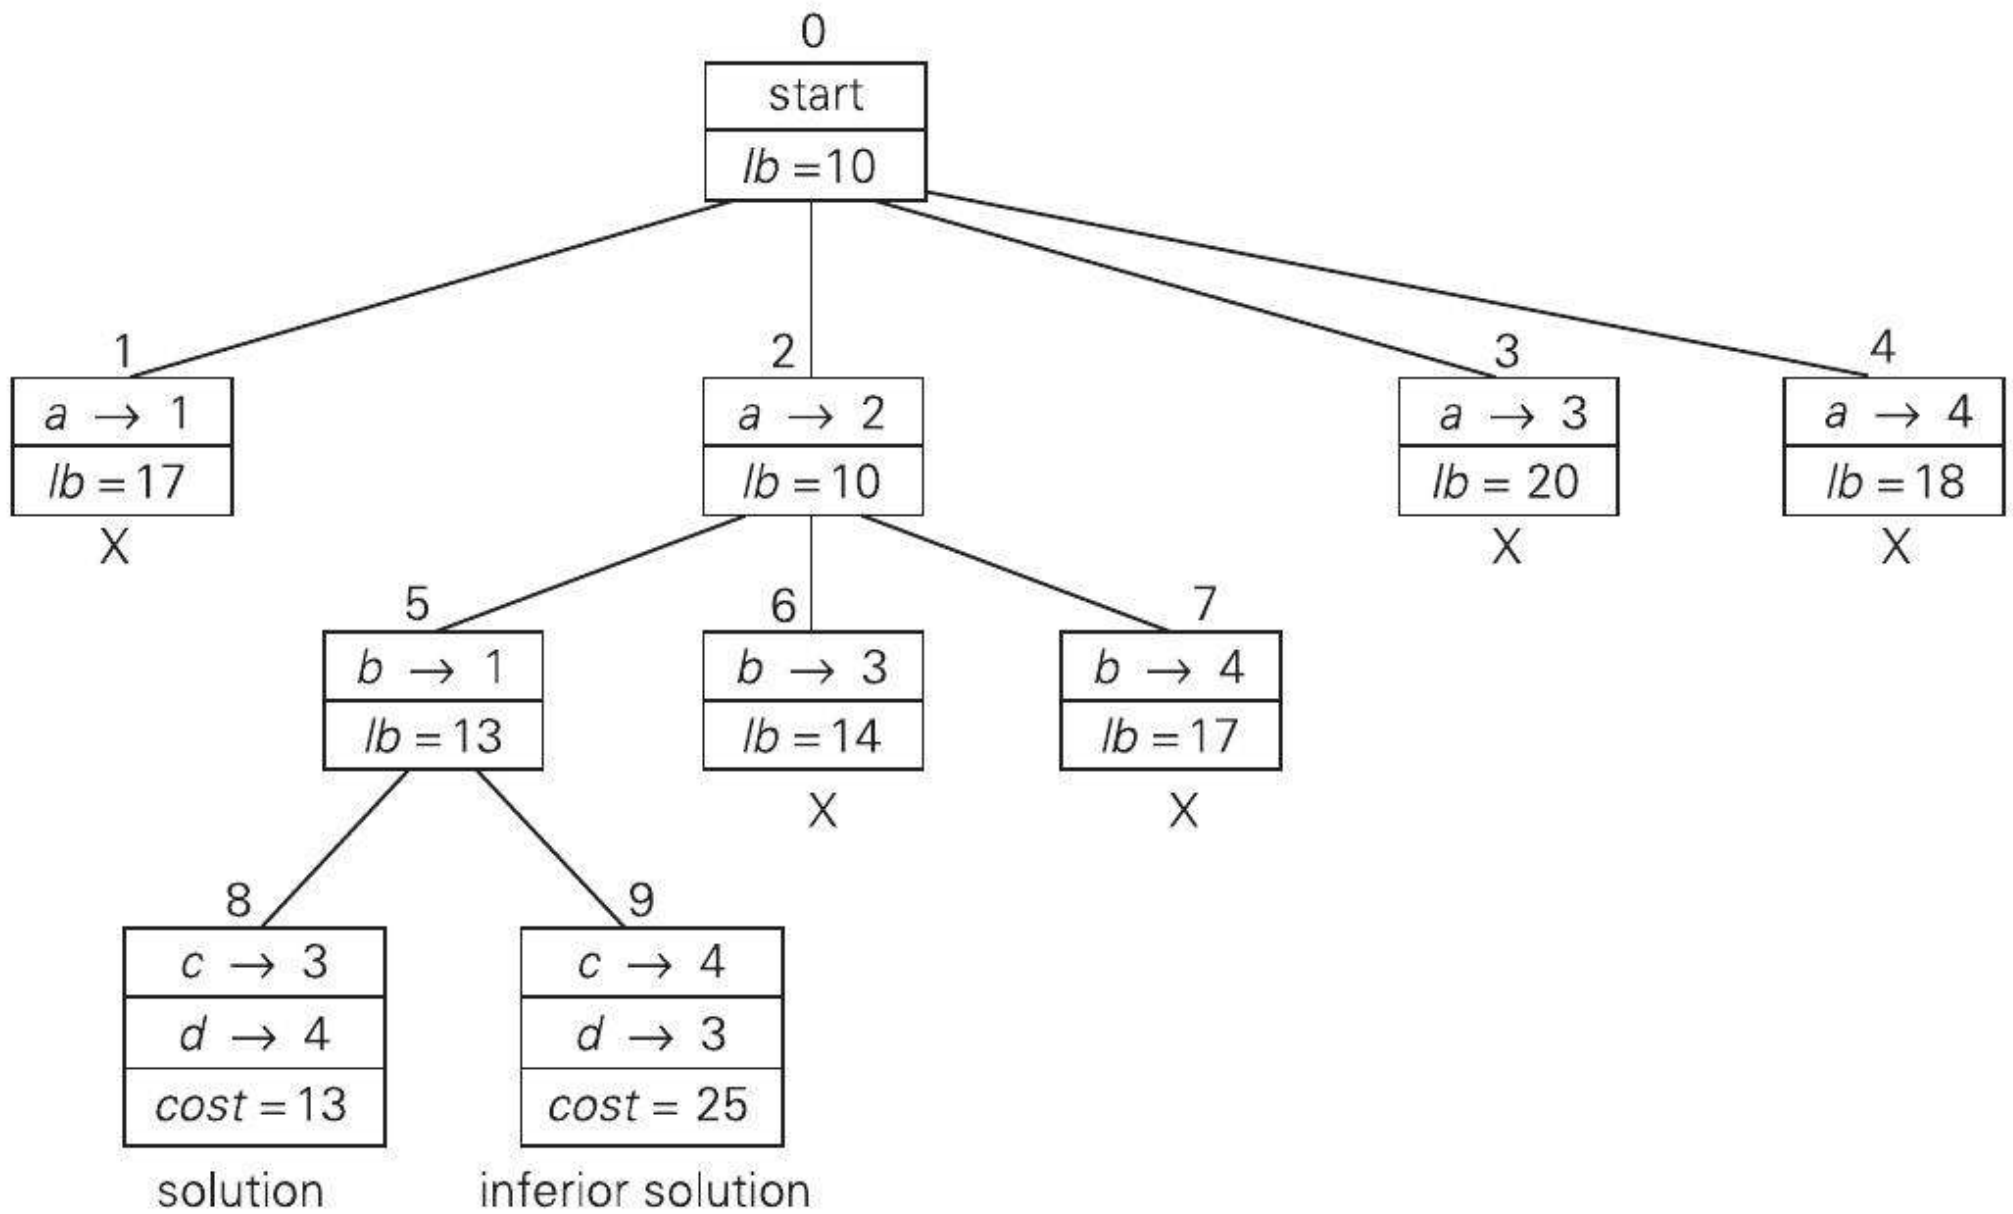 0
start
lb = 10
1
2
3
4
a → 1
a → 2
a → 3
a → 4
lb = 17
lb = 10
lb = 20
lb = 18
X
X
X
5
6
7
b → 1
b → 3
b → 4
lb = 13
lb = 14
lb = 17
X
X
8
9
c → 3
c → 4
d → 4
d → 3
cost = 13
cost = 25
solution
inferior solution